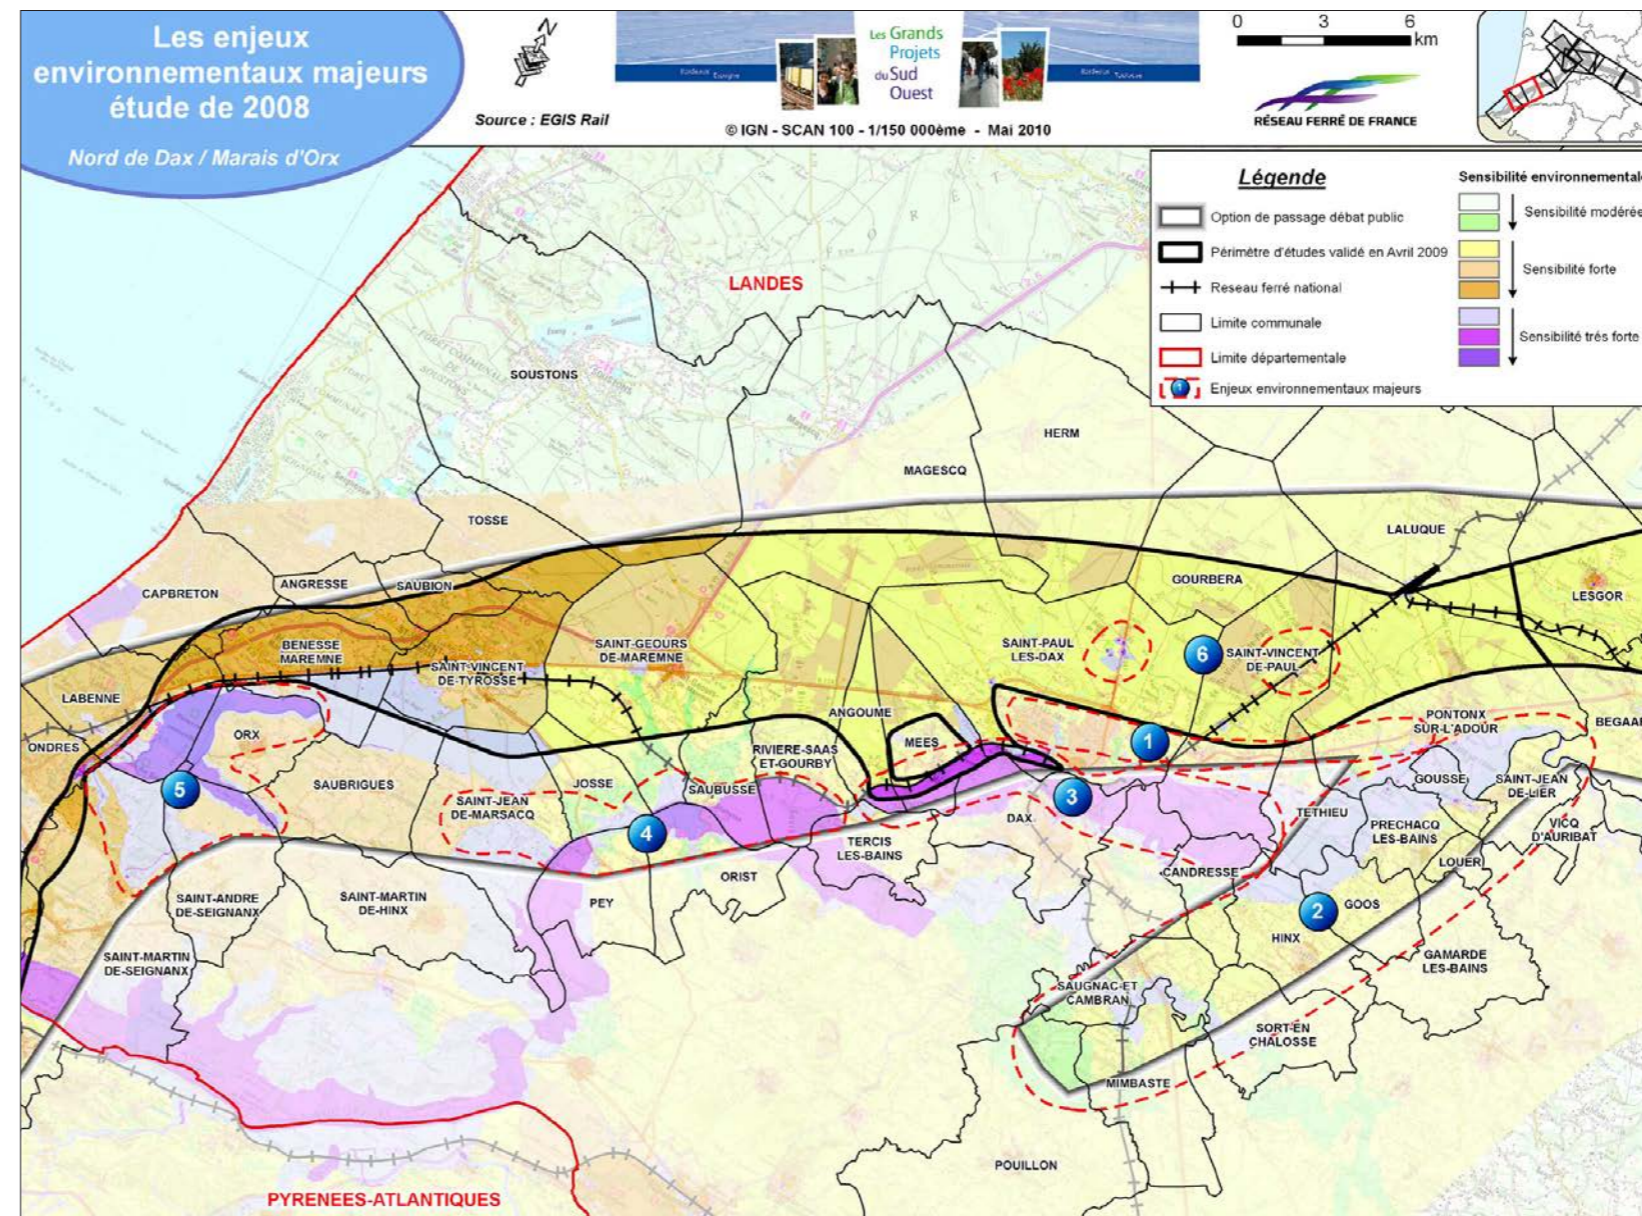 Les enjeux
environnementaux majeurs
étude de 2008
Nord de Dax / Marais d'Orx
N
Source : EGIS Rail
Les Grands
Projets
du Sud
Ouest
© IGN - SCAN 100 - 1/150 000ème - Mai 2010
0 3 6
km
RÉSEAU FERRÉ DE FRANCE
Légende
Option de passage débat public
Périmètre d'études validé en Avril 2009
Reseau ferré national
Limite communale
Limite départementale
1
Enjeux environnementaux majeurs
Sensibilité environnementale
Sensibilité modérée
Sensibilité forte
Sensibilité trés forte
LANDES
SOUSTONS
HERM
MAGESCQ
TOSSE
LALUQUE
CAPBRETON
ANGRESSE
SAUBION
GOURBERA
LESGOR
BENESSE
MAREMNE
SAINT-VINCENT
DE-TYROSSE
SAINT-GEOURS
DE-MAREMNE
SAINT-PAUL
LES-DAX
6
SAINT-VINCENT
DE-PAUL
LABENNE
ONDRES
ORX
ANGOUME
MEES
1
PONTONX
SUR-L'ADOUR
BEGAAR
5
SAUBRIGUES
SAINT-JEAN
DE-MARSACQ
JOSSE
SAUBUSSE
RIVIERE-SAAS
ET-GOURBY
3
4
DAX
TERCIS
LES-BAINS
TETHIEU
GOUSSE
SAINT-JEAN
DE-LIER
PRECHACQ
LES-BAINS
VICQ
D'AURIBAT
LOUER
CANDRESSE
ORIST
PEY
SAINT-ANDRE
DE-SEIGNANX
SAINT-MARTIN
DE-HINX
2
GOOS
HINX
SAINT-MARTIN
DE-SEIGNANX
GAMARDE
LES-BAINS
SAUGNAC-ET
CAMBRAN
SORT-EN
CHALOSSE
MIMBASTE
POUILLON
PYRENEES-ATLANTIQUES